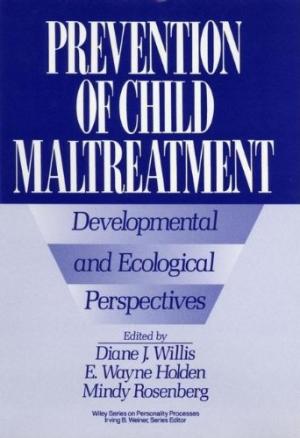 PREVENTION
OF CHILD
MALTREATMENT
Developmental
and Ecological
Perspectives
Edited by
Diane J. Willis
E. Wayne Holden
Mindy Rosenberg
Wiley Series on Personality Processes
Irving B. Weiner, Series Editor